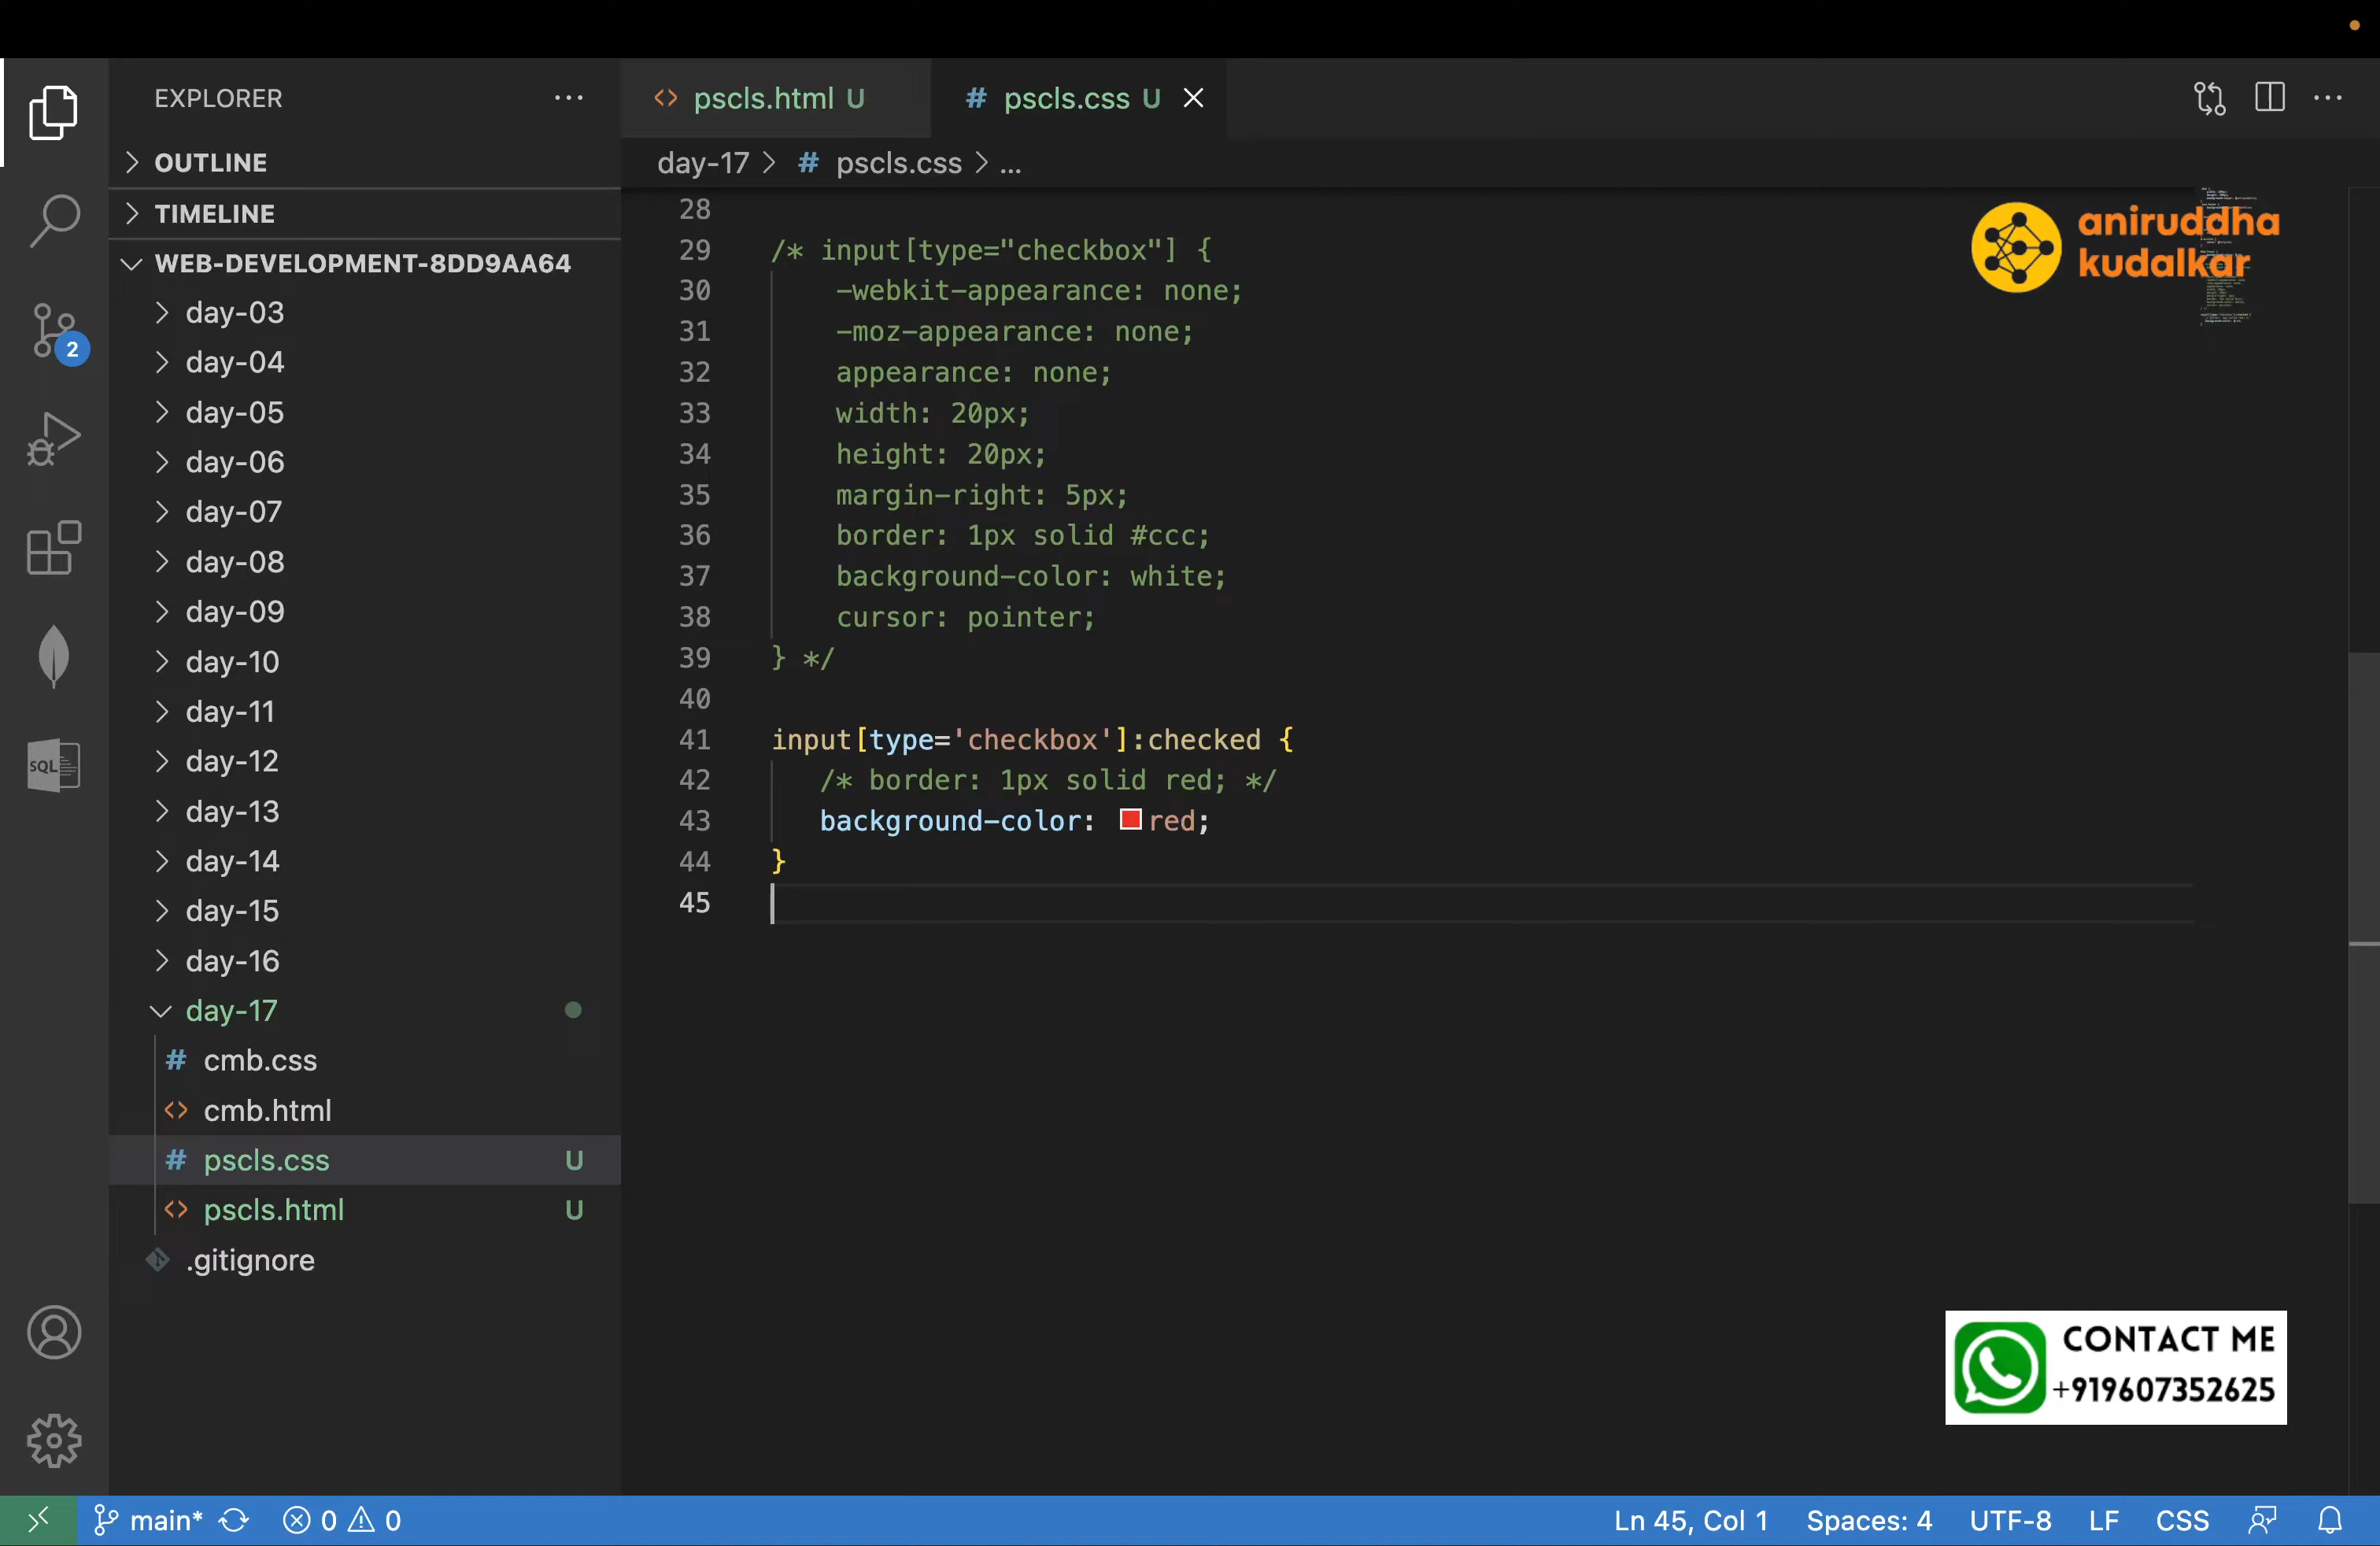 EXPLORER
OUTLINE
TIMELINE
WEB-DEVELOPMENT-8DD9AA64
day-03
day-04
day-05
day-06
day-07
day-08
day-09
day-10
day-11
day-12
day-13
day-14
day-15
day-16
day-17
cmb.css
cmb.html
pscls.css U
pscls.html U
.gitignore
2
SQL
pscls.html U
pscls.css U
day-17 > # pscls.css > ...
28
29 /* input[type="checkbox"] {
30 -webkit-appearance: none;
31 -moz-appearance: none;
32 appearance: none;
33 width: 20px;
34 height: 20px;
35 margin-right: 5px;
36 border: 1px solid #ccc;
37 background-color: white;
38 cursor: pointer;
39 } */
40
41 input[type='checkbox']:checked {
42 /* border: 1px solid red; */
43 background-color: red;
44 }
45
aniruddha
kudalkar
CONTACT ME
+919607352625
main* 0 0
Ln 45, Col 1 Spaces: 4 UTF-8 LF CSS